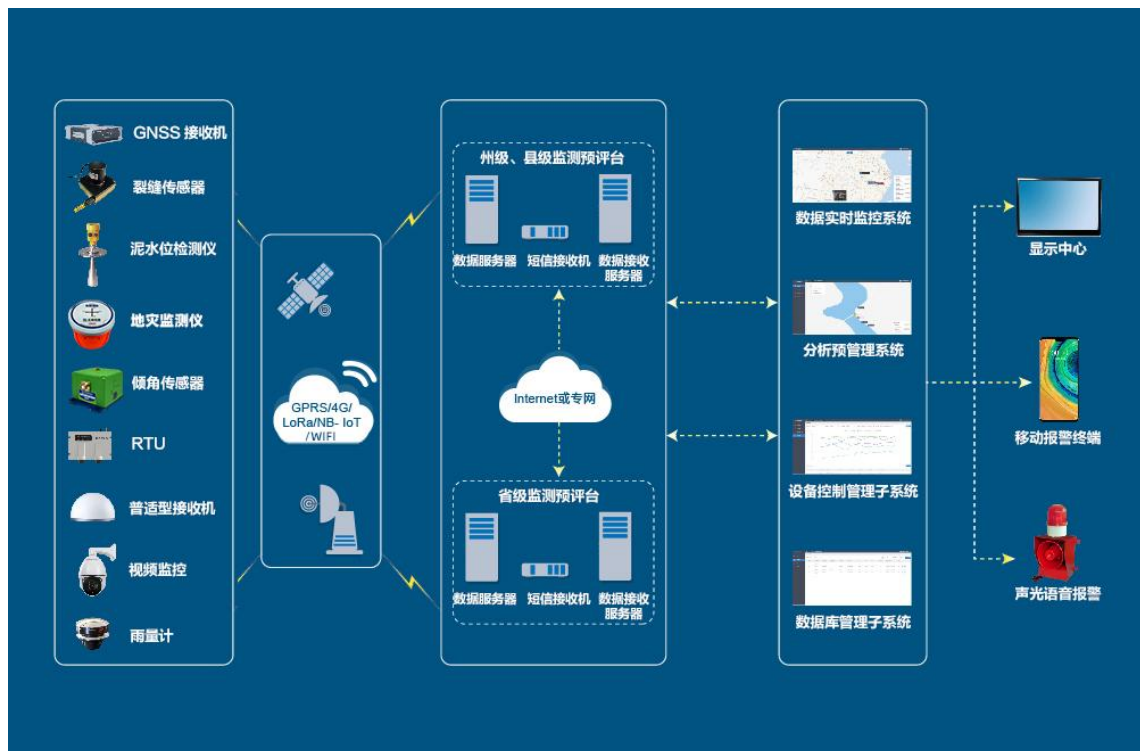 GNSS 接收机
裂缝传感器
泥水位检测仪
地灾监测仪
倾角传感器
RTU
普适型接收机
视频监控
雨量计
GPRS/4G/
LoRa/NB- IoT
/WIFI
州级、县级监测预评台
数据服务器
短信接收机
数据接收
服务器
Internet或专网
省级监测预评台
数据服务器
短信接收机
数据接收
服务器
数据实时监控系统
分析预管理系统
设备控制管理子系统
数据库管理子系统
显示中心
移动报警终端
声光语音报警